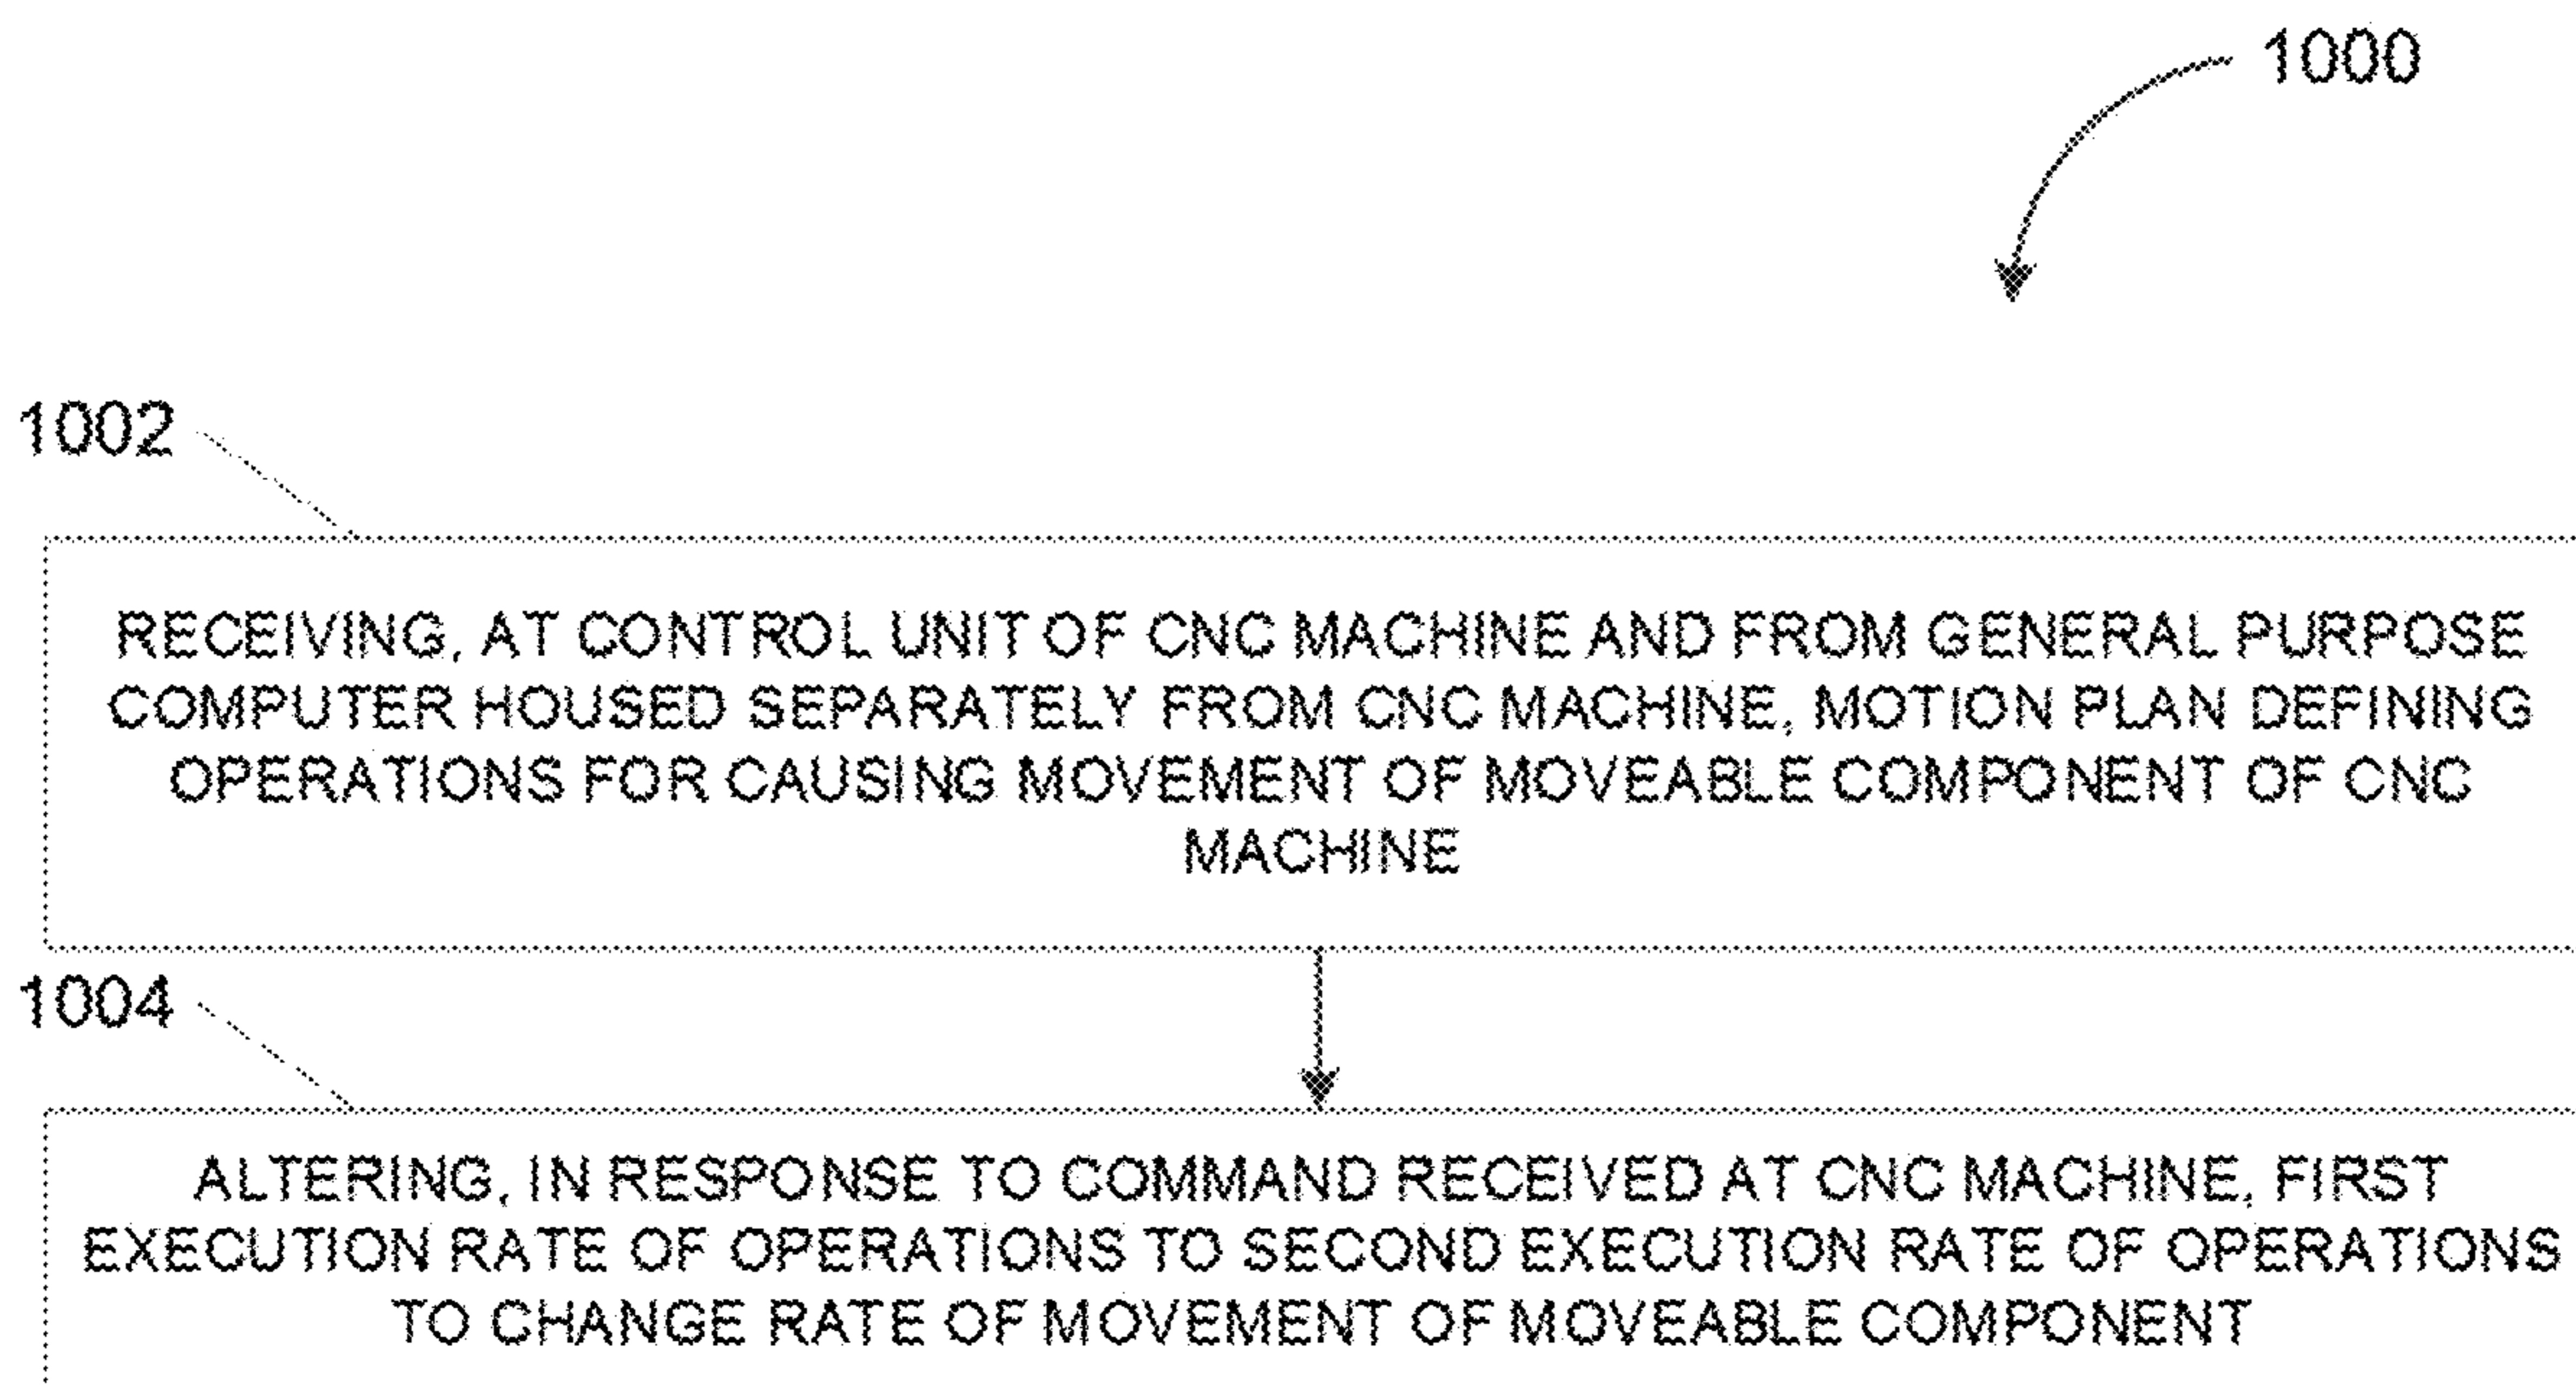 1000
1002
RECEIVING, AT CONTROL UNIT OF CNC MACHINE AND FROM GENERAL PURPOSE
COMPUTER HOUSED SEPARATELY FROM CNC MACHINE, MOTION PLAN DEFINING
OPERATIONS FOR CAUSING MOVEMENT OF MOVEABLE COMPONENT OF CNC
MACHINE
1004
ALTERING, IN RESPONSE TO COMMAND RECEIVED AT CNC MACHINE, FIRST
EXECUTION RATE OF OPERATIONS TO SECOND EXECUTION RATE OF OPERATIONS
TO CHANGE RATE OF MOVEMENT OF MOVEABLE COMPONENT